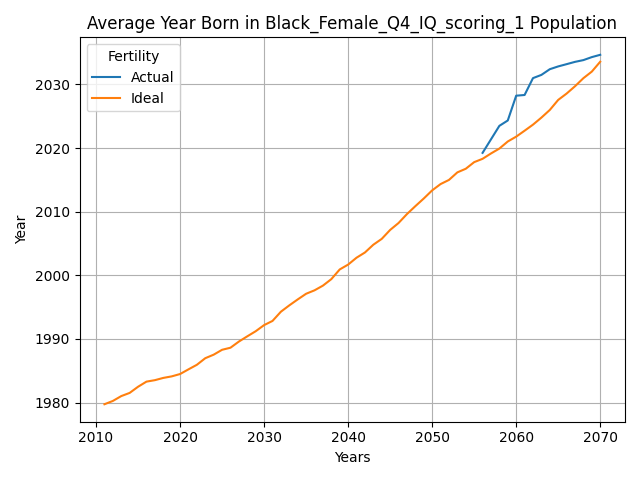 Average Year Born in Black_Female_Q4_IQ_scoring_1 Population
Fertility
Actual
Ideal
Year
2030
2020
2010
2000
1990
1980
2010 2020 2030 2040 2050 2060 2070
Years